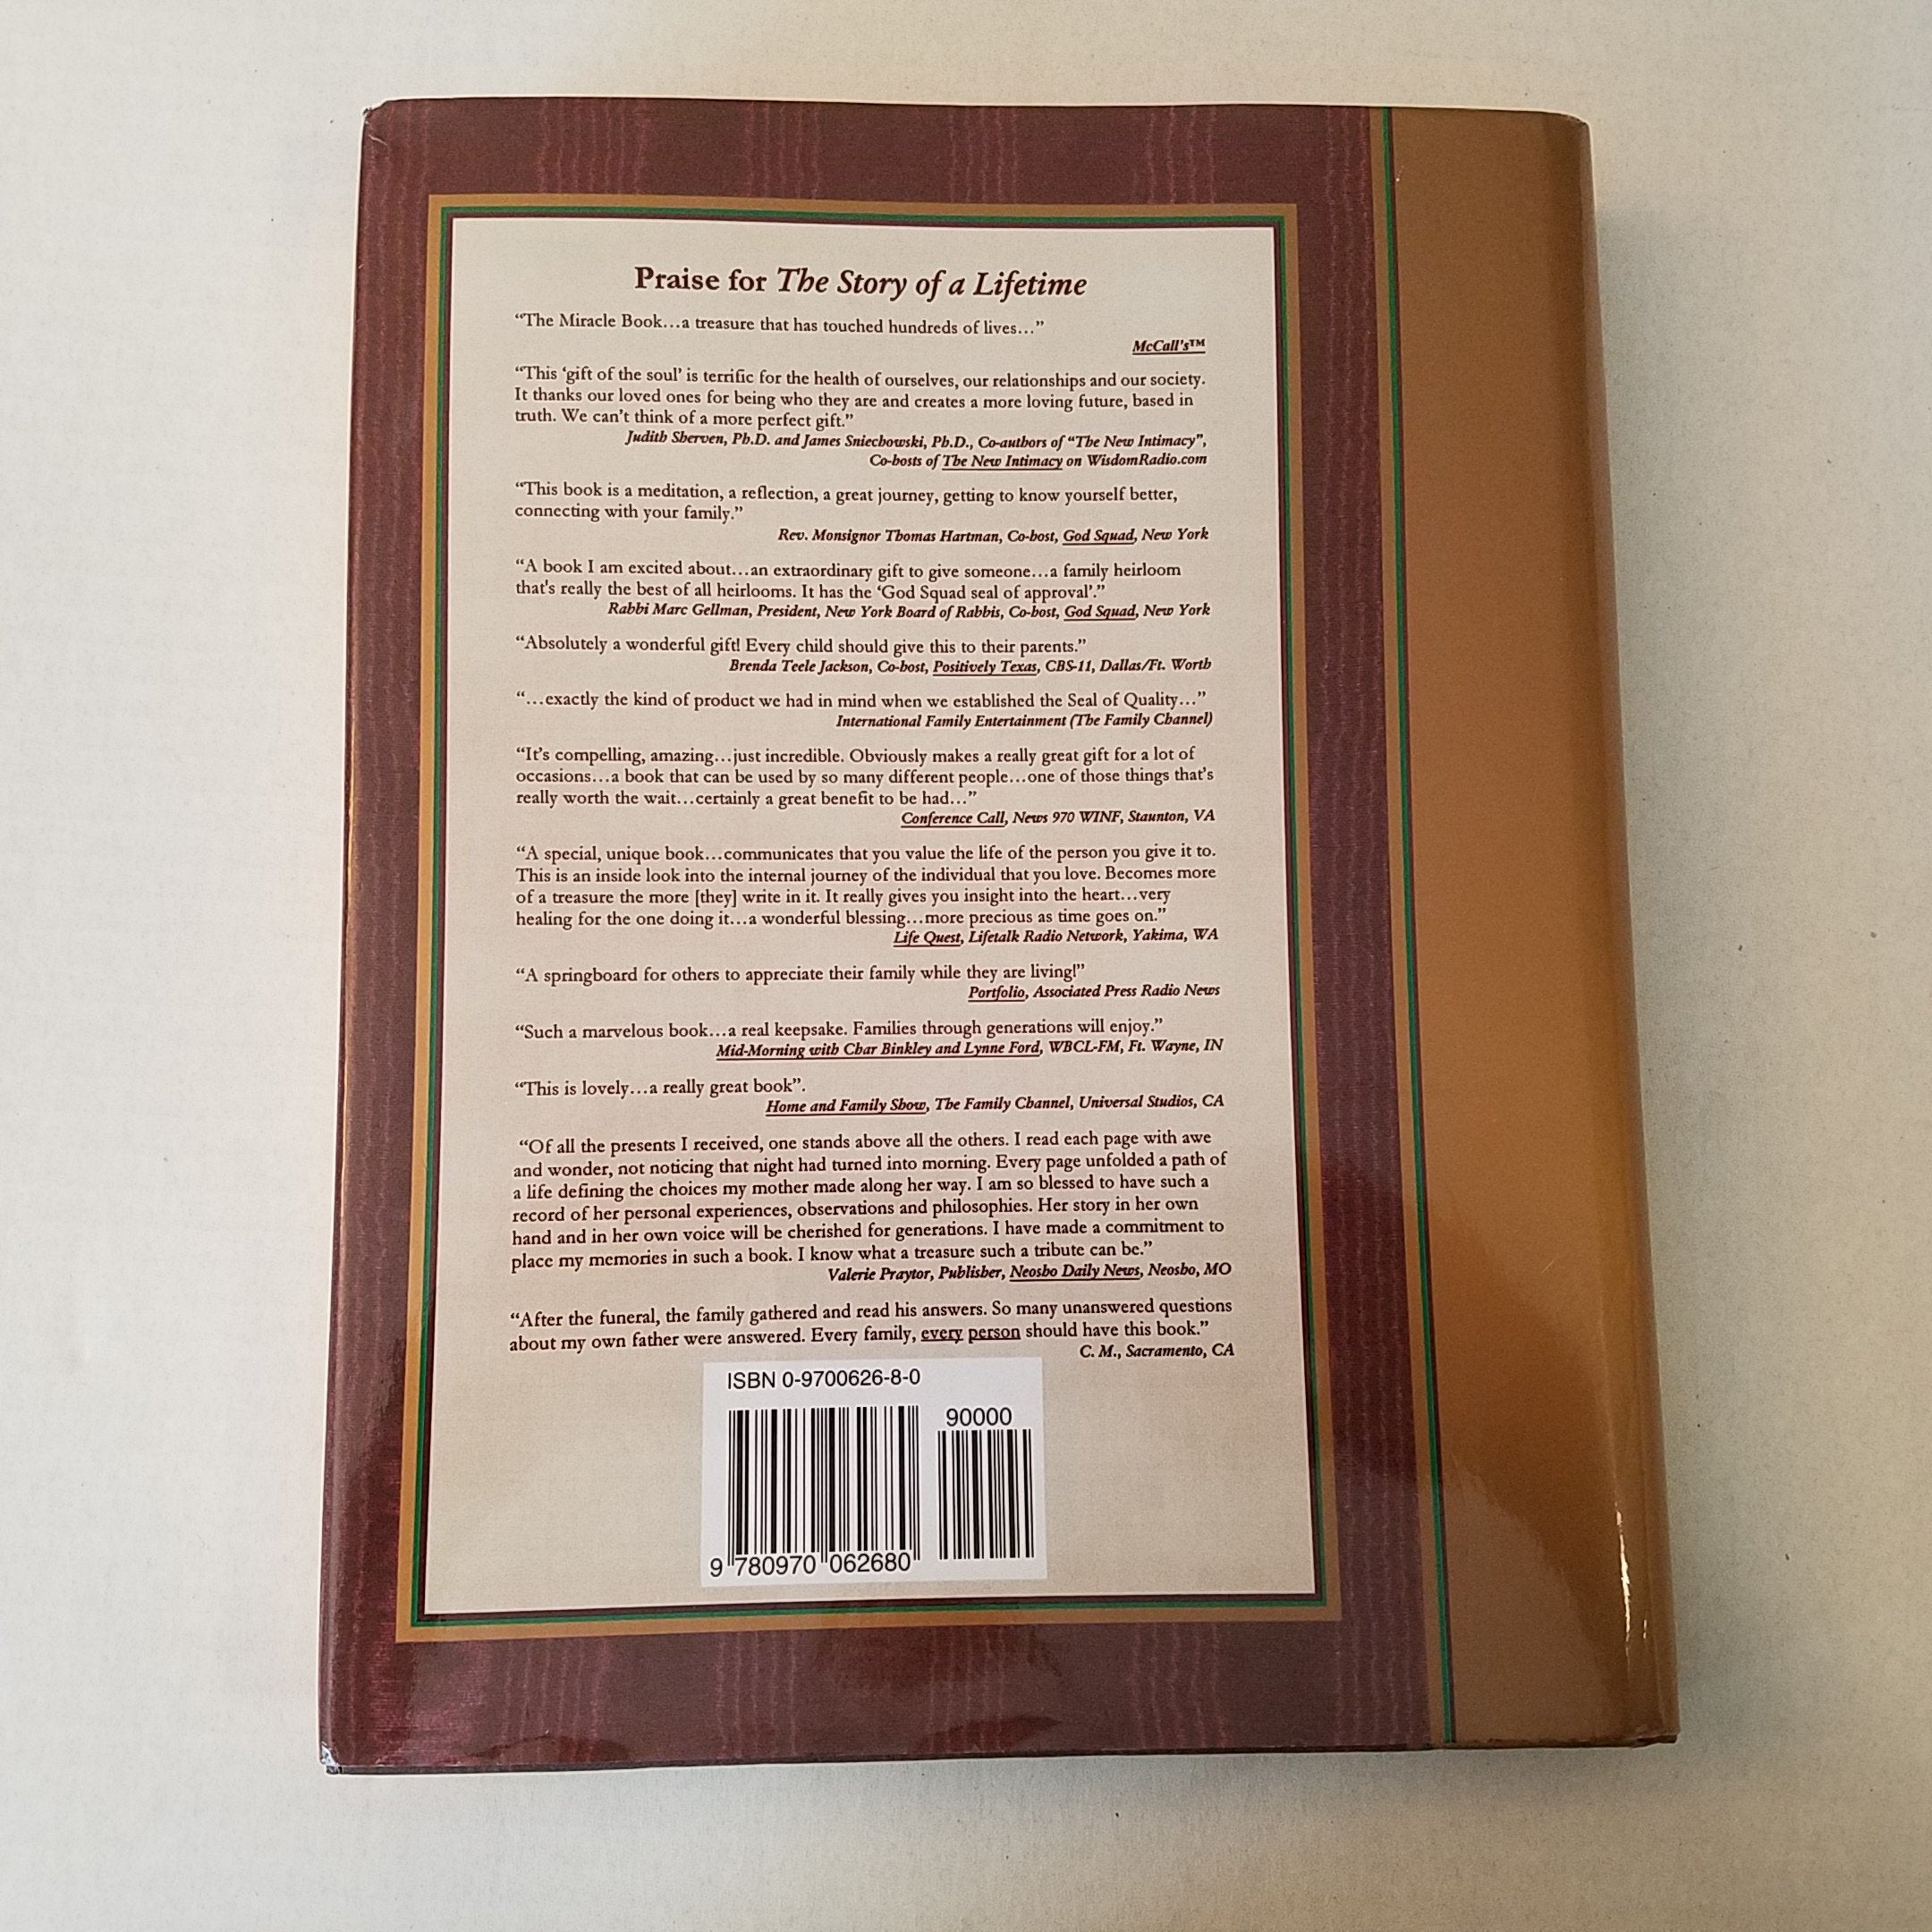 Praise for The Story of a Lifetime
“The Miracle Book...a treasure that has touched hundreds of lives...”
McCall's™
“This ‘gift of the soul’ is terrific for the health of ourselves, our relationships and our society.
It thanks our loved ones for being who they are and creates a more loving future, based in
truth. We can’t think of a more perfect gift.”
Judith Sherven, Ph.D. and James Sniechowski, Ph.D., Co-authors of “The New Intimacy”,
Co-hosts of The New Intimacy on WisdomRadio.com
“This book is a meditation, a reflection, a great journey, getting to know yourself better,
connecting with your family.”
Rev. Monsignor Thomas Hartman, Co-host, God Squad, New York
“A book I am excited about...an extraordinary gift to give someone...a family heirloom
that's really the best of all heirlooms. It has the ‘God Squad seal of approval’.”
Rabbi Marc Gellman, President, New York Board of Rabbis, Co-host, God Squad, New York
“Absolutely a wonderful gift! Every child should give this to their parents.”
Brenda Teele Jackson, Co-host, Positively Texas, CBS-11, Dallas/Ft. Worth
“...exactly the kind of product we had in mind when we established the Seal of Quality...”
International Family Entertainment (The Family Channel)
“It’s compelling, amazing...just incredible. Obviously makes a really great gift for a lot of
occasions...a book that can be used by so many different people...one of those things that’s
really worth the wait...certainly a great benefit to be had...”
Conference Call, News 970 WINF, Staunton, VA
“A special, unique book...communicates that you value the life of the person you give it to.
This is an inside look into the internal journey of the individual that you love. Becomes more
of a treasure the more [they] write in it. It really gives you insight into the heart...very
healing for the one doing it...a wonderful blessing...more precious as time goes on.”
Life Quest, Lifetalk Radio Network, Yakima, WA
“A springboard for others to appreciate their family while they are living!”
Portfolio, Associated Press Radio News
“Such a marvelous book...a real keepsake. Families through generations will enjoy.”
Mid-Morning with Char Binkley and Lynne Ford, WBCL-FM, Ft. Wayne, IN
“This is lovely...a really great book”.
Home and Family Show, The Family Channel, Universal Studios, CA
“Of all the presents I received, one stands above all the others. I read each page with awe
and wonder, not noticing that night had turned into morning. Every page unfolded a path of
a life defining the choices my mother made along her way. I am so blessed to have such a
record of her personal experiences, observations and philosophies. Her story in her own
hand and in her own voice will be cherished for generations. I have made a commitment to
place my memories in such a book. I know what a treasure such a tribute can be.”
Valerie Praytor, Publisher, Neosho Daily News, Neosho, MO
“After the funeral, the family gathered and read his answers. So many unanswered questions
about my own father were answered. Every family, every person should have this book.”
C. M., Sacramento, CA
ISBN 0-9700626-8-0
90000
9 780970 062680